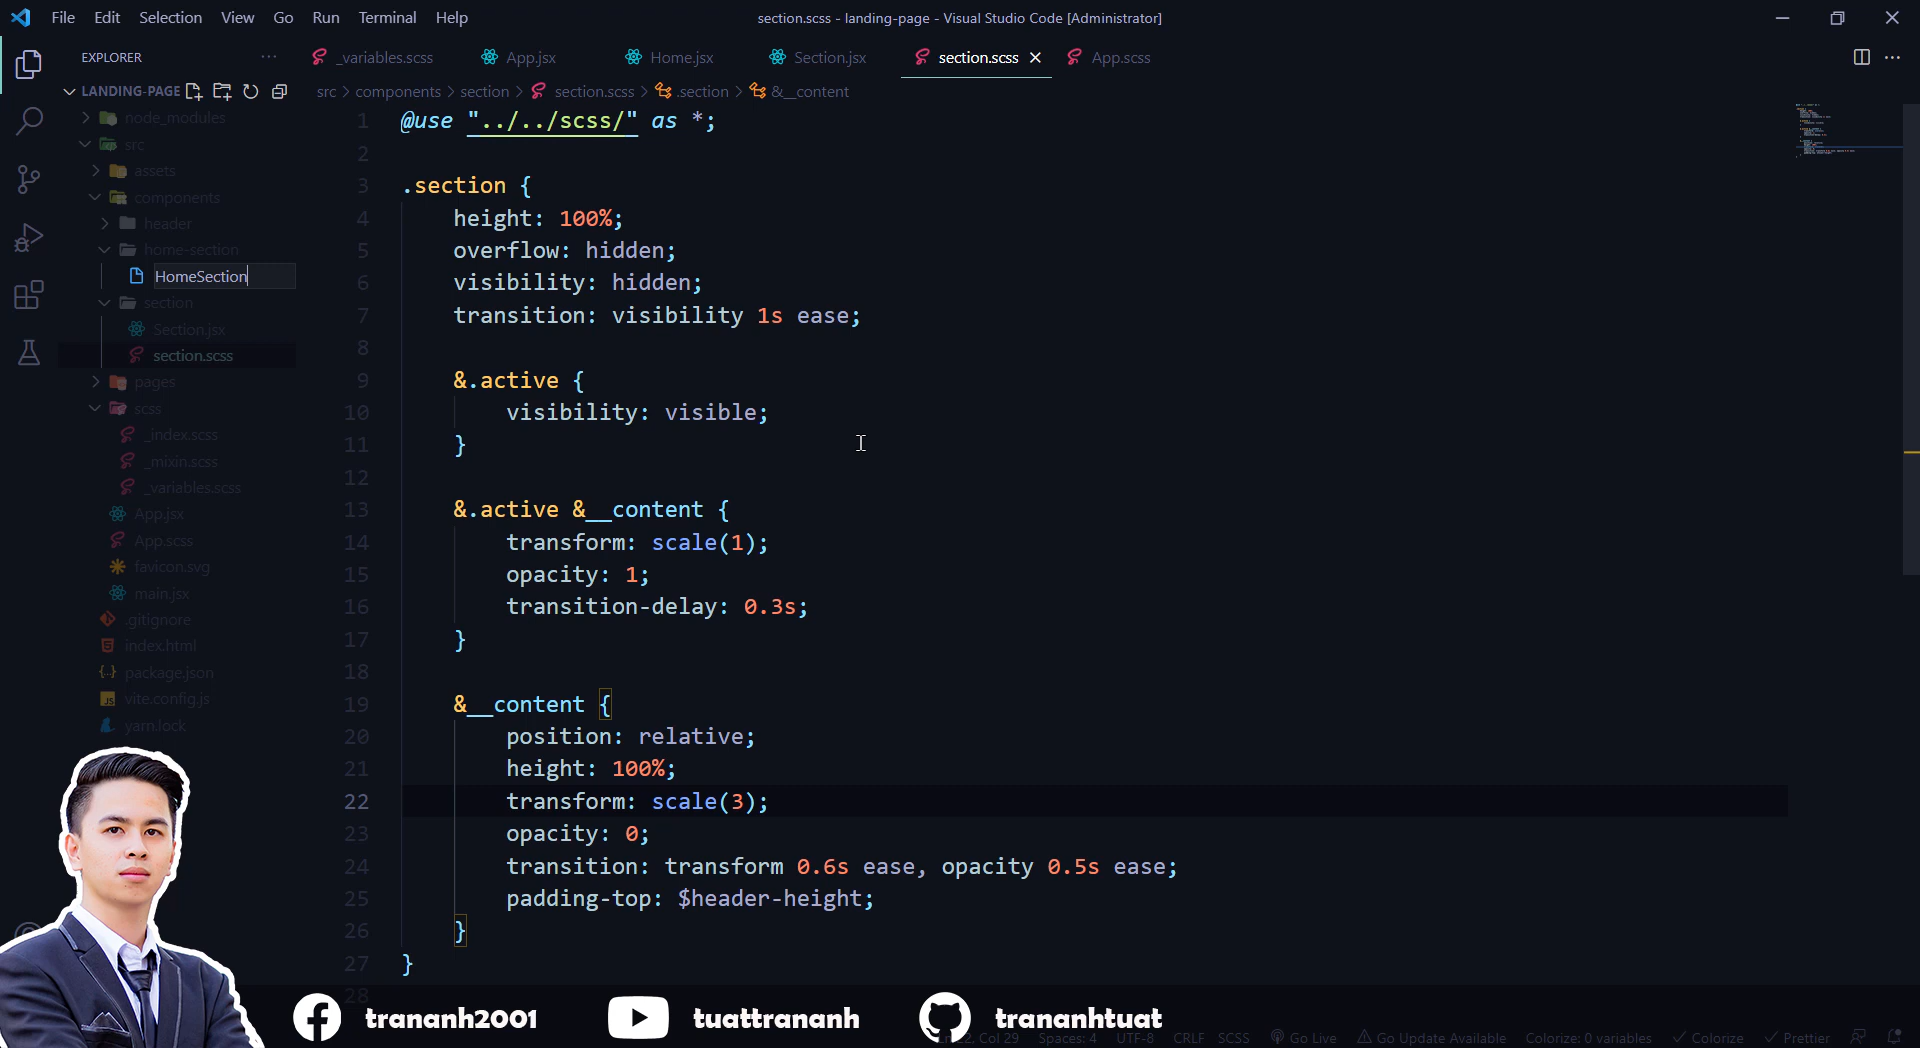 File Edit Selection View Go Run Terminal Help
section.scss - landing-page - Visual Studio Code [Administrator]
EXPLORER
_variables.scss App.jsx Home.jsx Section.jsx section.scss App.scss
LANDING-PAGE
src > components > section > section.scss > .section > &__content
node_modules
src
assets
components
header
home-section
HomeSection
section
Section.jsx
section.scss
pages
scss
_index.scss
_mixin.scss
_variables.scss
App.jsx
App.scss
favicon.svg
main.jsx
.gitignore
index.html
package.json
vite.config.js
yarn.lock
1 @use "../../scss/" as *;
2
3 .section {
4 height: 100%;
5 overflow: hidden;
6 visibility: hidden;
7 transition: visibility 1s ease;
8
9 &.active {
10 visibility: visible;
11 }
12
13 &.active &__content {
14 transform: scale(1);
15 opacity: 1;
16 transition-delay: 0.3s;
17 }
18
19 &__content {
20 position: relative;
21 height: 100%;
22 transform: scale(3);
23 opacity: 0;
24 transition: transform 0.6s ease, opacity 0.5s ease;
25 padding-top: $header-height;
26 }
27 }
28
trananh2001 tuattrananh trananhtuat
Ln 22, Col 29 Spaces: 4 UTF-8 CRLF SCSS Go Live Go Update Available Colorize: 0 variables Colorize Prettier